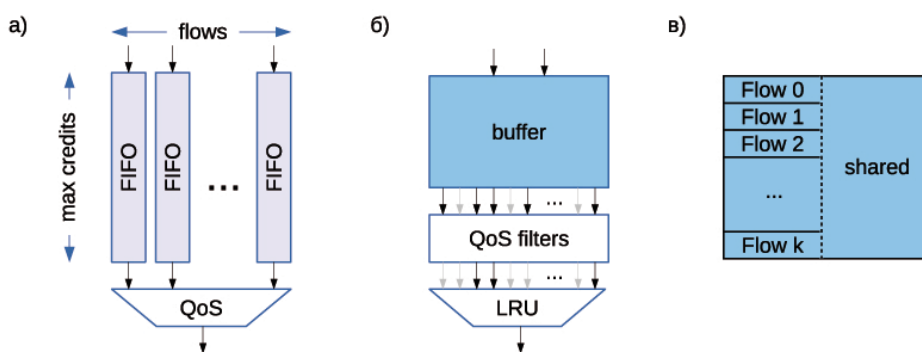 а)
flows
max credits
FIFO
FIFO
...
FIFO
QoS
б)
buffer
...
QoS filters
...
LRU
в)
Flow 0
Flow 1
Flow 2
...
Flow k
shared